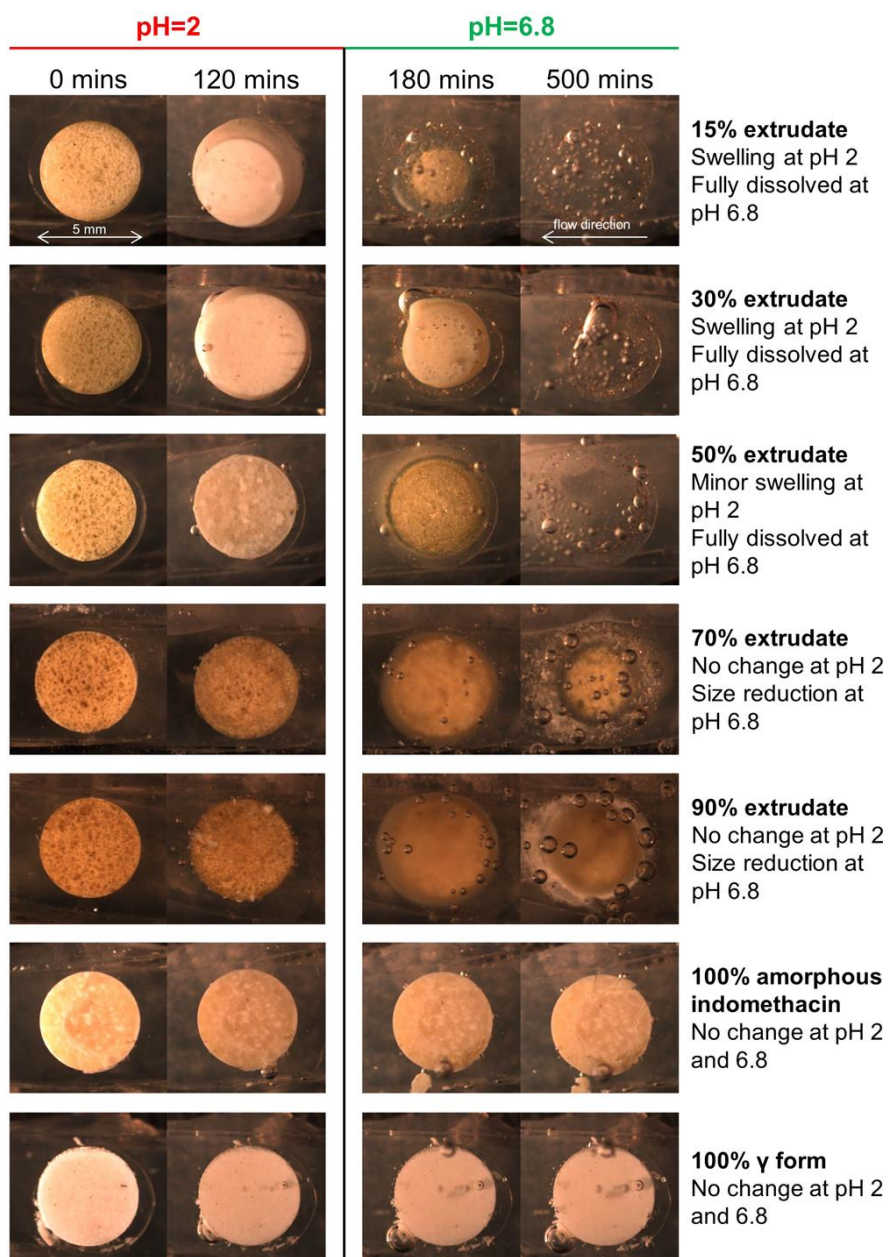 pH=2
pH=6.8
0 mins
120 mins
180 mins
500 mins
5 mm
flow direction
15% extrudate
Swelling at pH 2
Fully dissolved at
pH 6.8
30% extrudate
Swelling at pH 2
Fully dissolved at
pH 6.8
50% extrudate
Minor swelling at
pH 2
Fully dissolved at
pH 6.8
70% extrudate
No change at pH 2
Size reduction at
pH 6.8
90% extrudate
No change at pH 2
Size reduction at
pH 6.8
100% amorphous
indomethacin
No change at pH 2
and 6.8
100% γ form
No change at pH 2
and 6.8